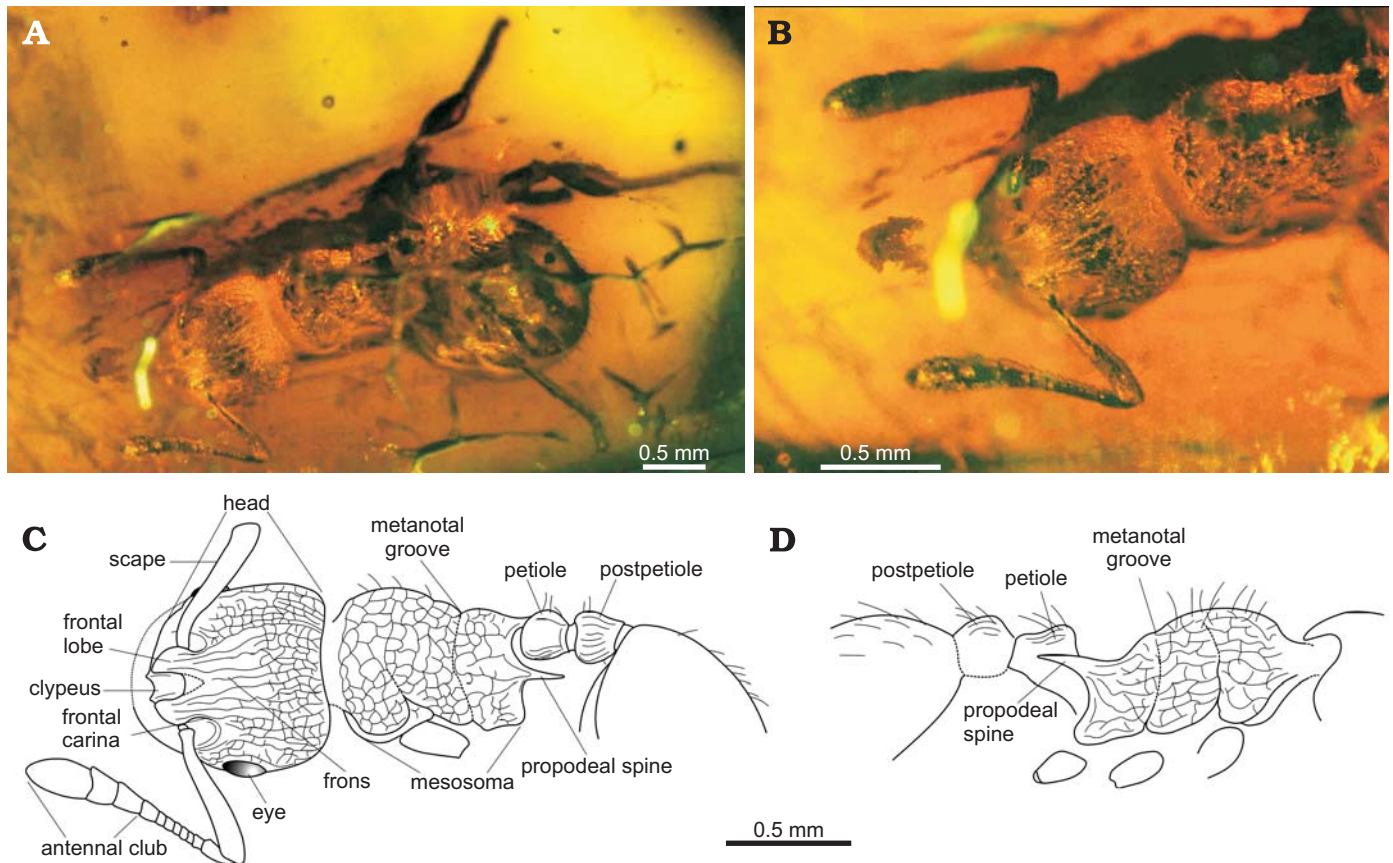 A
B
0.5 mm
0.5 mm
C
head
scape
frontal
lobe
clypeus
frontal
carina
antennal club
eye
frons
mesosoma
metanotal
groove
petiole
postpetiole
propodeal spine
D
postpetiole
petiole
metanotal
groove
propodeal
spine
0.5 mm